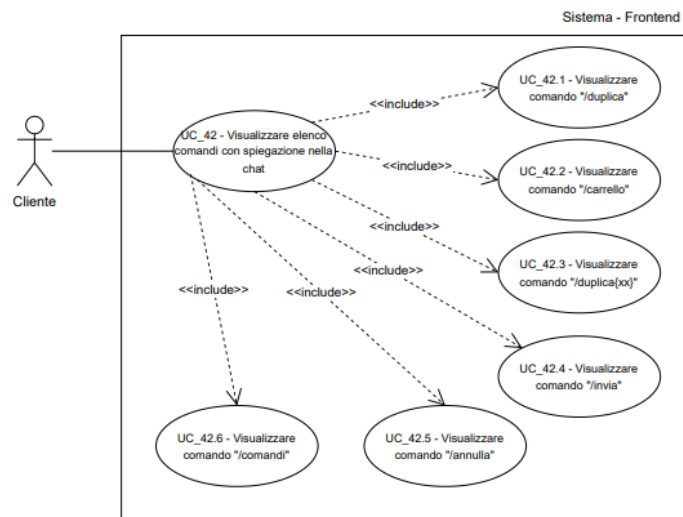 Sistema - Frontend
UC_42.1 - Visualizzare
comando "/duplica"
<<include>>
UC_42 - Visualizzare elenco
comandi con spiegazione nella
chat
<<include>>
UC_42.2 - Visualizzare
comando "/carrello"
Cliente
<<include>>
UC_42.3 - Visualizzare
comando "/duplica{xx}
<<include>>
<<include>>
<<include>>
UC_42.4 - Visualizzare
comando "/invia"
UC_42.6 - Visualizzare
comando "/comandi"
UC_42.5 - Visualizzare
comando "/annulla"